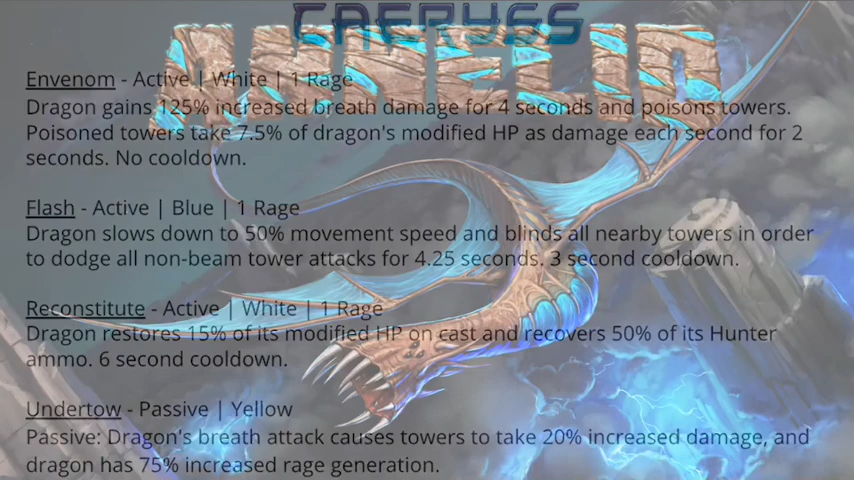 CAERYSS
AMMELIA
Envenom - Active | White | 1 Rage
Dragon gains 125% increased breath damage for 4 seconds and poisons towers.
Poisoned towers take 7.5% of dragon's modified HP as damage each second for 2
seconds. No cooldown.
Flash - Active | Blue | 1 Rage
Dragon slows down to 50% movement speed and blinds all nearby towers in order
to dodge all non-beam tower attacks for 4.25 seconds. 3 second cooldown.
Reconstitute - Active | White | 1 Rage
Dragon restores 15% of its modified HP on cast and recovers 50% of its Hunter
ammo. 6 second cooldown.
Undertow - Passive | Yellow
Passive: Dragon's breath attack causes towers to take 20% increased damage, and
dragon has 75% increased rage generation.